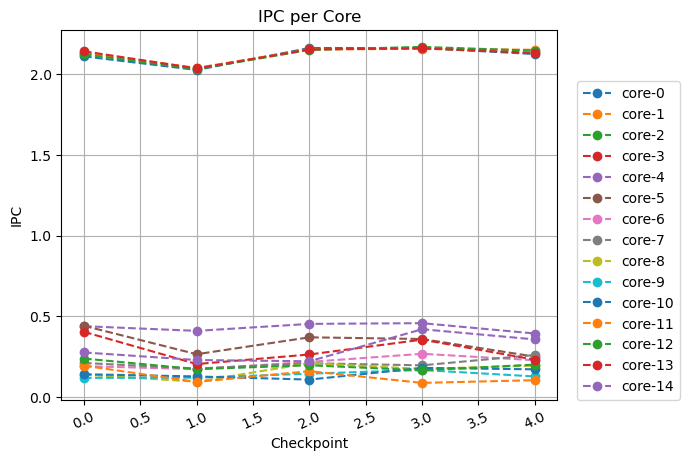 IPC per Core
IPC
2.0
1.5
1.0
0.5
0.0
0.0
0.5
1.0
1.5
2.0
2.5
3.0
3.5
4.0
Checkpoint
core-0
core-1
core-2
core-3
core-4
core-5
core-6
core-7
core-8
core-9
core-10
core-11
core-12
core-13
core-14